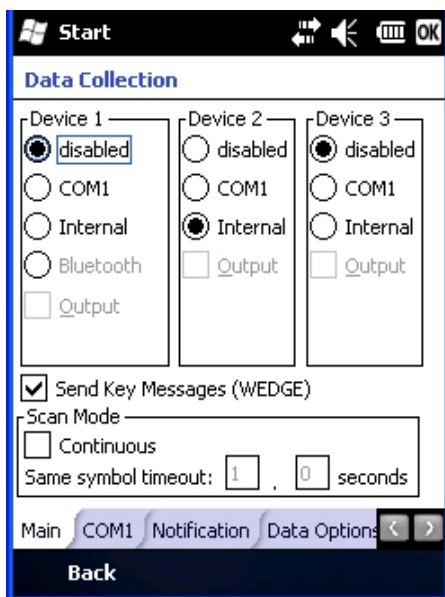 Start
OK
Data Collection
Device 1
disabled
COM1
Internal
Bluetooth
Output
Device 2
disabled
COM1
Internal
Output
Device 3
disabled
COM1
Internal
Output
Send Key Messages (WEDGE)
Scan Mode
Continuous
Same symbol timeout: 1 . 0 seconds
Main COM1 Notification Data Options
Back